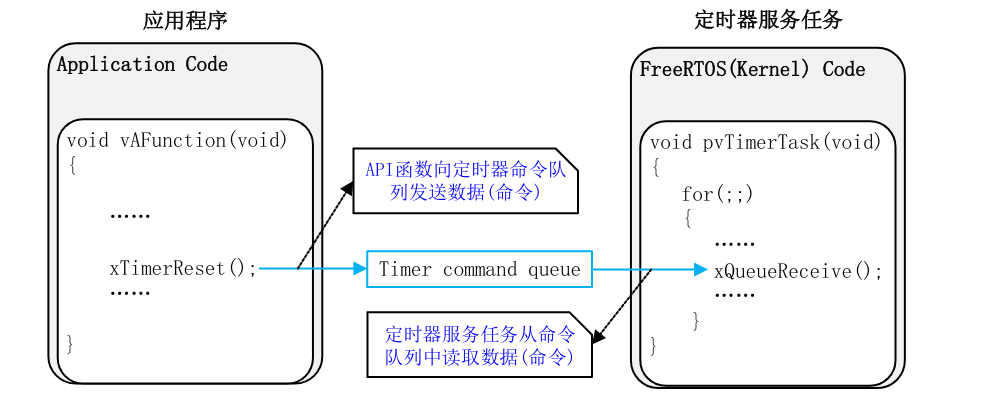 应用程序
Application Code
void vAFunction(void)
{
……
xTimerReset();
……
}
API函数向定时器命令队
列发送数据(命令)
Timer command queue
定时器服务任务从命令
队列中读取数据(命令)
定时器服务任务
FreeRTOS(Kernel) Code
void pvTimerTask(void)
{
for(;;)
{
……
xQueueReceive();
……
}
}